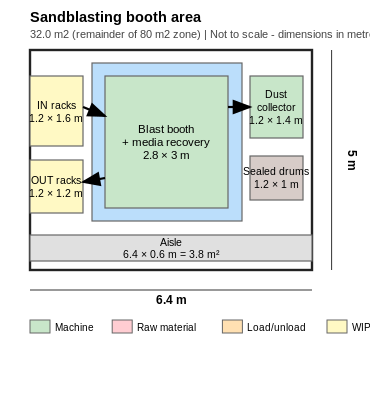 Sandblasting booth area
32.0 m2 (remainder of 80 m2 zone) | Not to scale - dimensions in metr
IN racks
1.2 × 1.6 m
Blast booth
+ media recovery
2.8 × 3 m
Dust
collector
1.2 × 1.4 m
OUT racks
1.2 × 1.2 m
Sealed drums
1.2 × 1 m
5 m
Aisle
6.4 × 0.6 m = 3.8 m²
6.4 m
Machine
Raw material
Load/unload
WIP